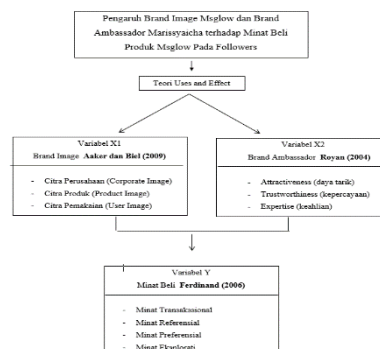 Pengaruh Brand Image Msglow dan Brand
Ambassador Marissyaicha terhadap Minat Beli
Produk Msglow Pada Followers
Teori Uses and Effect
Variabel X1
Brand Image Aaker dan Biel (2009)
- Citra Perusahaan (Corporate Image)
- Citra Produk (Product Image)
- Citra Pemakaian (User Image)
Variabel X2
Brand Ambassador Royan (2004)
- Attractiveness (daya tarik)
- Trustworthiness (kepercayaan)
- Expertise (keahlian)
Variabel Y
Minat Beli Ferdinand (2006)
- Minat Transaksional
- Minat Referensial
- Minat Preferensial
- Minat Eksplorati